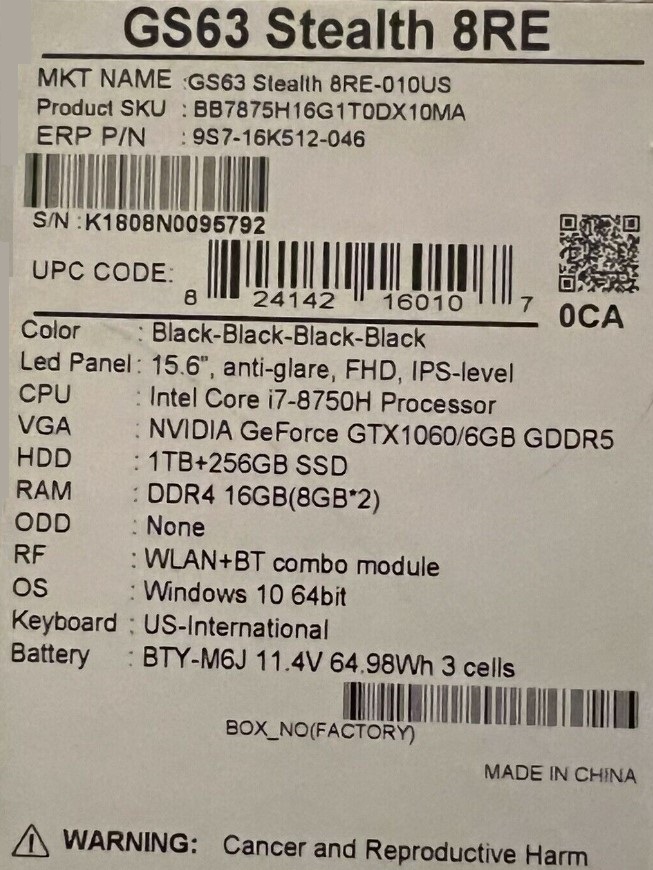 GS63 Stealth 8RE
MKT NAME :GS63 Stealth 8RE-010US
Product SKU : BB7875H16G1T0DX10MA
ERP P/N : 9S7-16K512-046
S/N :K1808N0095792
UPC CODE:
8 24142 16010 7
0CA
Color : Black-Black-Black-Black
Led Panel : 15.6", anti-glare, FHD, IPS-level
CPU : Intel Core i7-8750H Processor
VGA : NVIDIA GeForce GTX1060/6GB GDDR5
HDD : 1TB+256GB SSD
RAM : DDR4 16GB(8GB*2)
ODD : None
RF : WLAN+BT combo module
OS : Windows 10 64bit
Keyboard : US-International
Battery : BTY-M6J 11.4V 64.98Wh 3 cells
BOX_NO(FACTORY)
MADE IN CHINA
WARNING: Cancer and Reproductive Harm